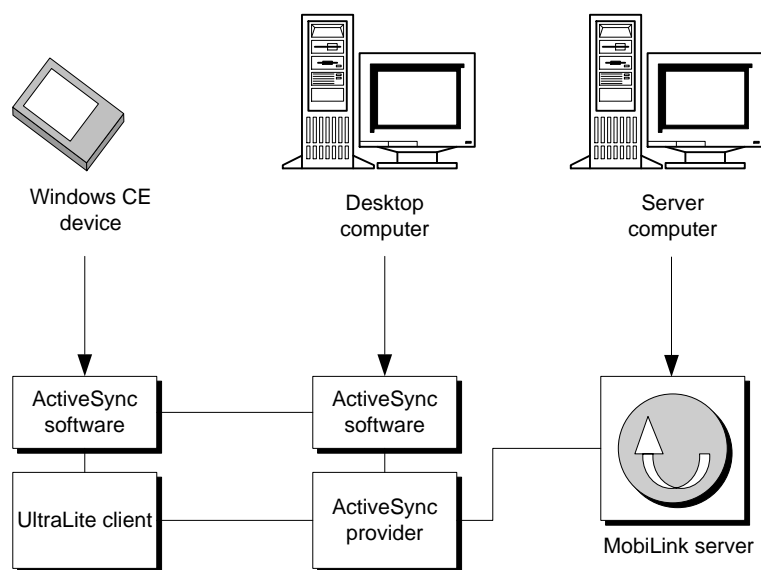 Windows CE
device
Desktop
computer
Server
computer
ActiveSync
software
ActiveSync
software
UltraLite client
ActiveSync
provider
MobiLink server